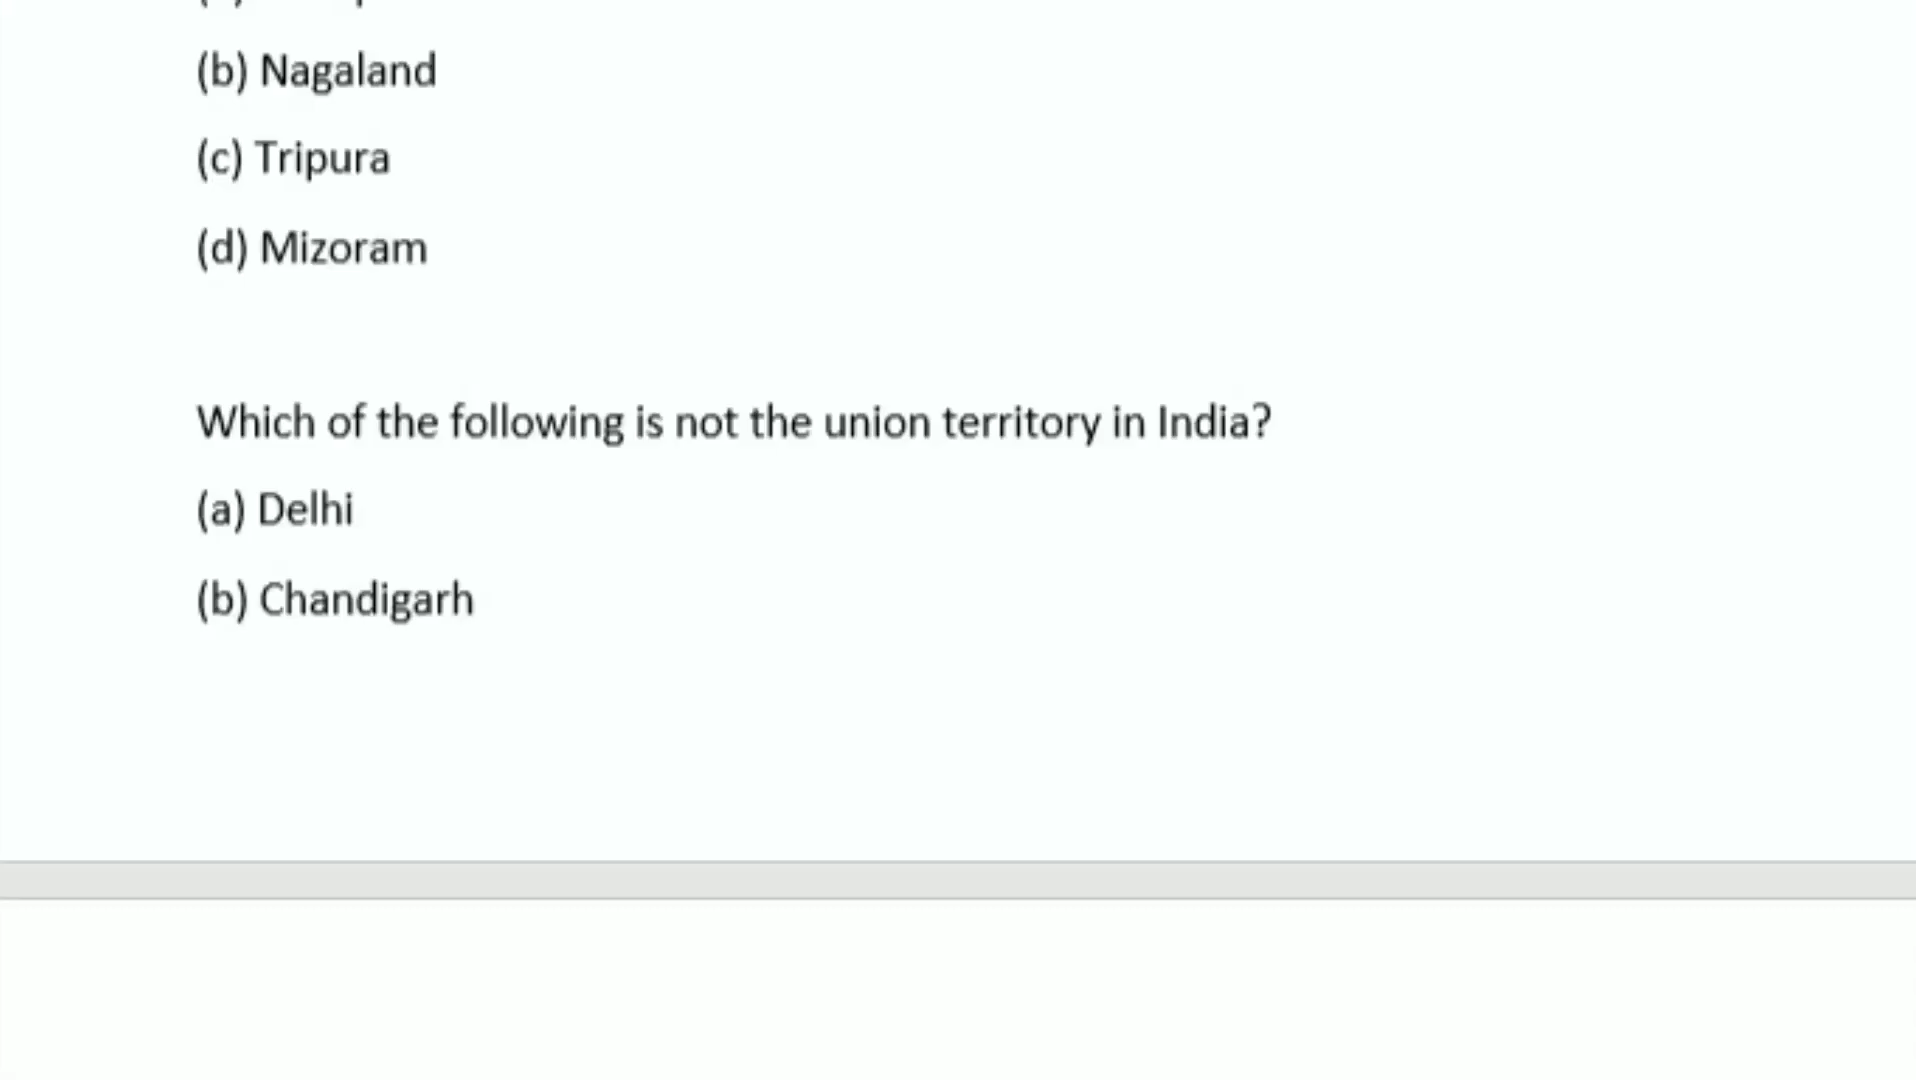 (b) Nagaland
(c) Tripura
(d) Mizoram
Which of the following is not the union territory in India?
(a) Delhi
(b) Chandigarh